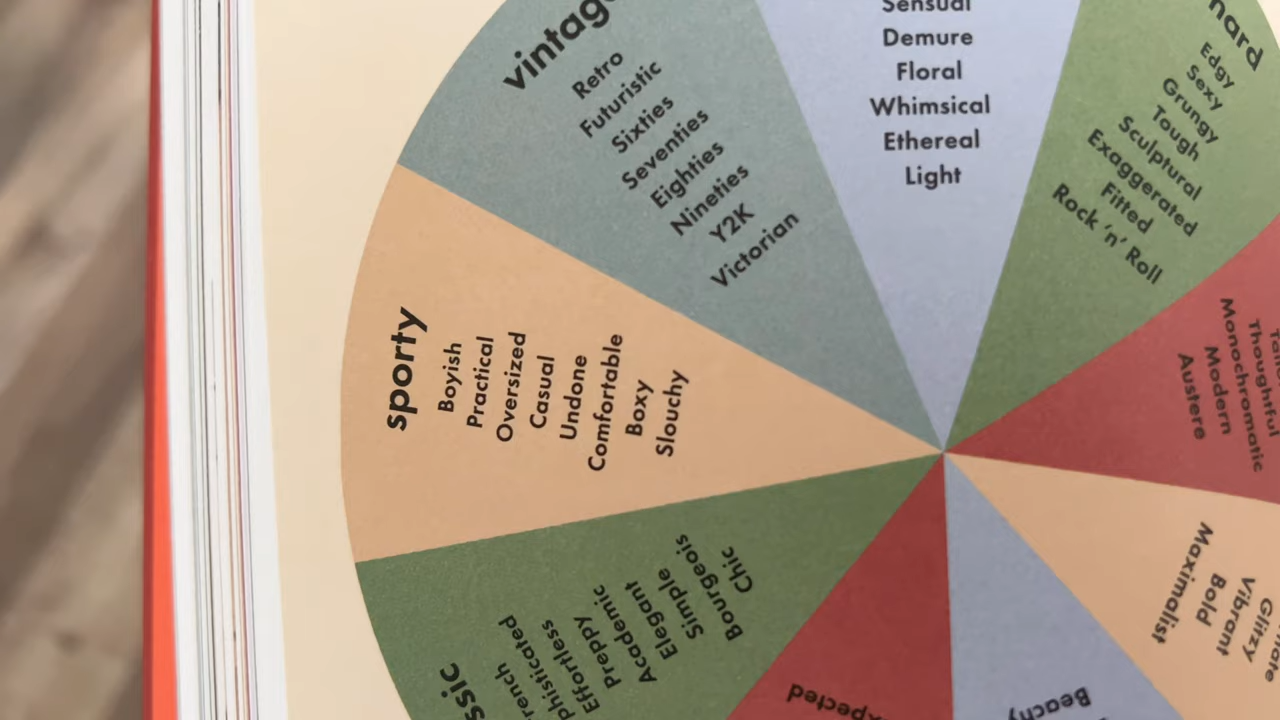 vintage
Retro
Futuristic
Sixties
Seventies
Eighties
Nineties
Y2K
Victorian
Sensual
Demure
Floral
Whimsical
Ethereal
Light
Edgy
Sexy
Grungy
Tough
Sculptural
Exaggerated
Fitted
Rock 'n' Roll
Thoughtful
Monochromatic
Modern
Austere
sporty
Boyish
Practical
Oversized
Casual
Undone
Comfortable
Boxy
Slouchy
Effortless
Preppy
Academic
Elegant
Simple
Bourgeois
Chic
Glitzy
Vibrant
Bold
Maximalist
Beachy